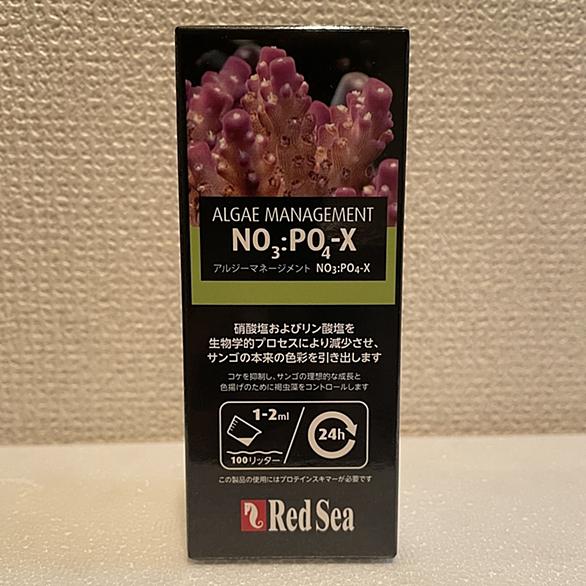 ALGAE MANAGEMENT
NO3:PO4-X
アルジーマネージメント NO3:PO4-X
硝酸塩およびリン酸塩を
生物学的プロセスにより減少させ、
サンゴの本来の色彩を引き出します
コケを抑制し、サンゴの理想的な成長と
色揚げのために褐虫藻をコントロールします
1-2ml
24h
100リッター
この製品の使用にはプロテインスキマーが必要です
Red Sea